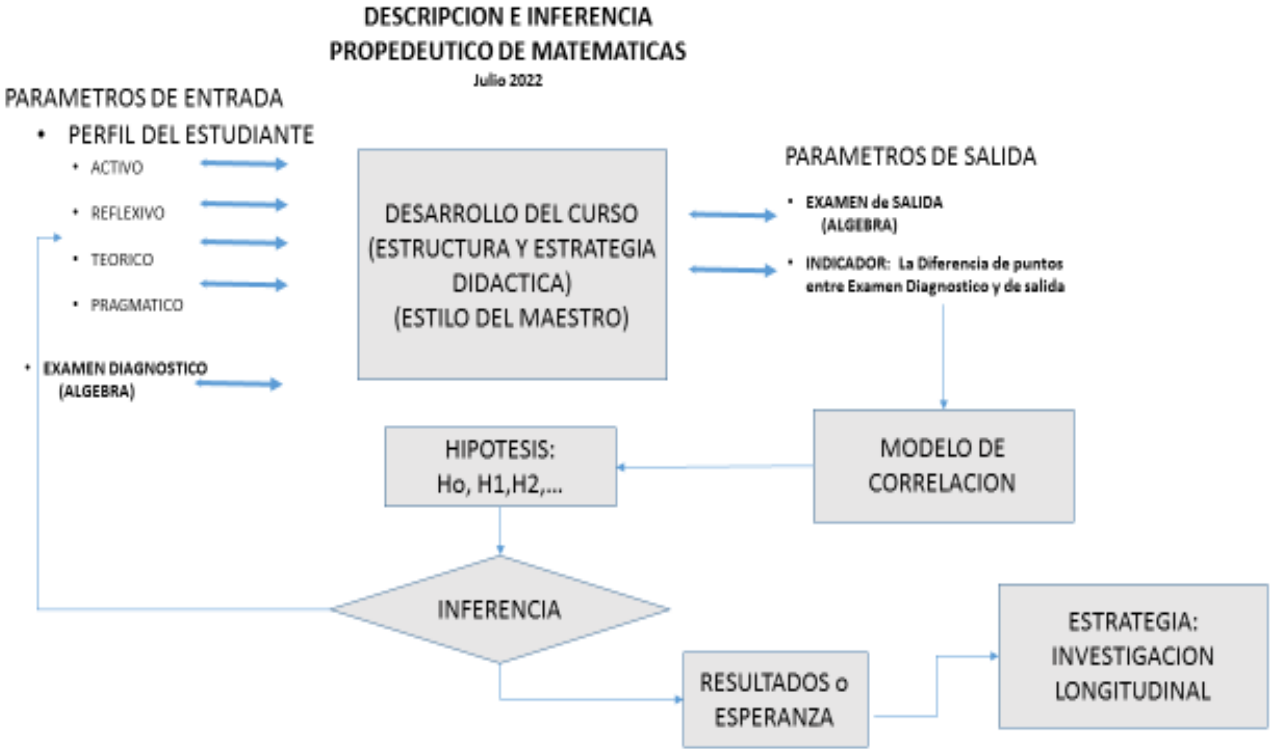 DESCRIPCION E INFERENCIA
PROPEDEUTICO DE MATEMATICAS
Julio 2022
PARAMETROS DE ENTRADA
• PERFIL DEL ESTUDIANTE
• ACTIVO
• REFLEXIVO
• TEORICO
• PRAGMATICO
• EXAMEN DIAGNOSTICO
(ALGEBRA)
DESARROLLO DEL CURSO
(ESTRUCTURA Y ESTRATEGIA
DIDACTICA)
(ESTILO DEL MAESTRO)
PARAMETROS DE SALIDA
• EXAMEN de SALIDA
(ALGEBRA)
• INDICADOR: La Diferencia de puntos
entre Examen Diagnostico y de salida
MODELO DE
CORRELACION
HIPOTESIS:
Ho, H1,H2,...
INFERENCIA
RESULTADOS o
ESPERANZA
ESTRATEGIA:
INVESTIGACION
LONGITUDINAL